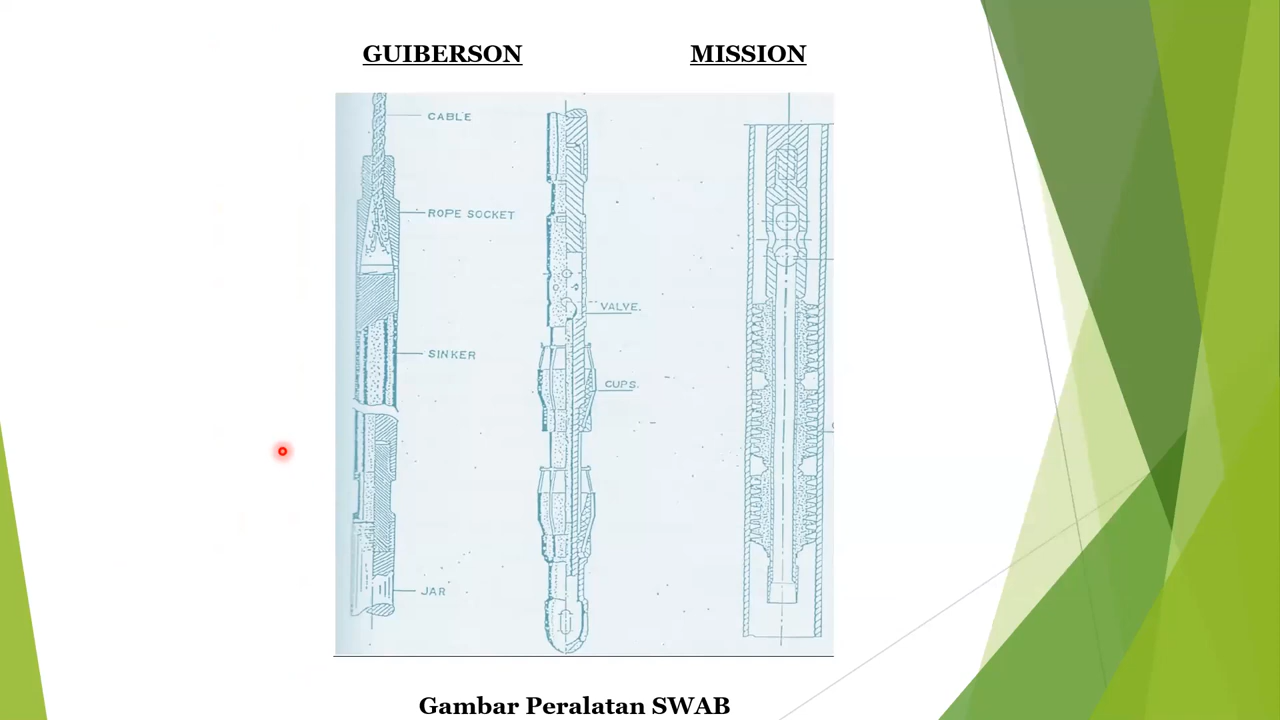 GUIBERSON
MISSION
CABLE
ROPE SOCKET
VALVE.
SINKER
CUPS.
JAR
Gambar Peralatan SWAB